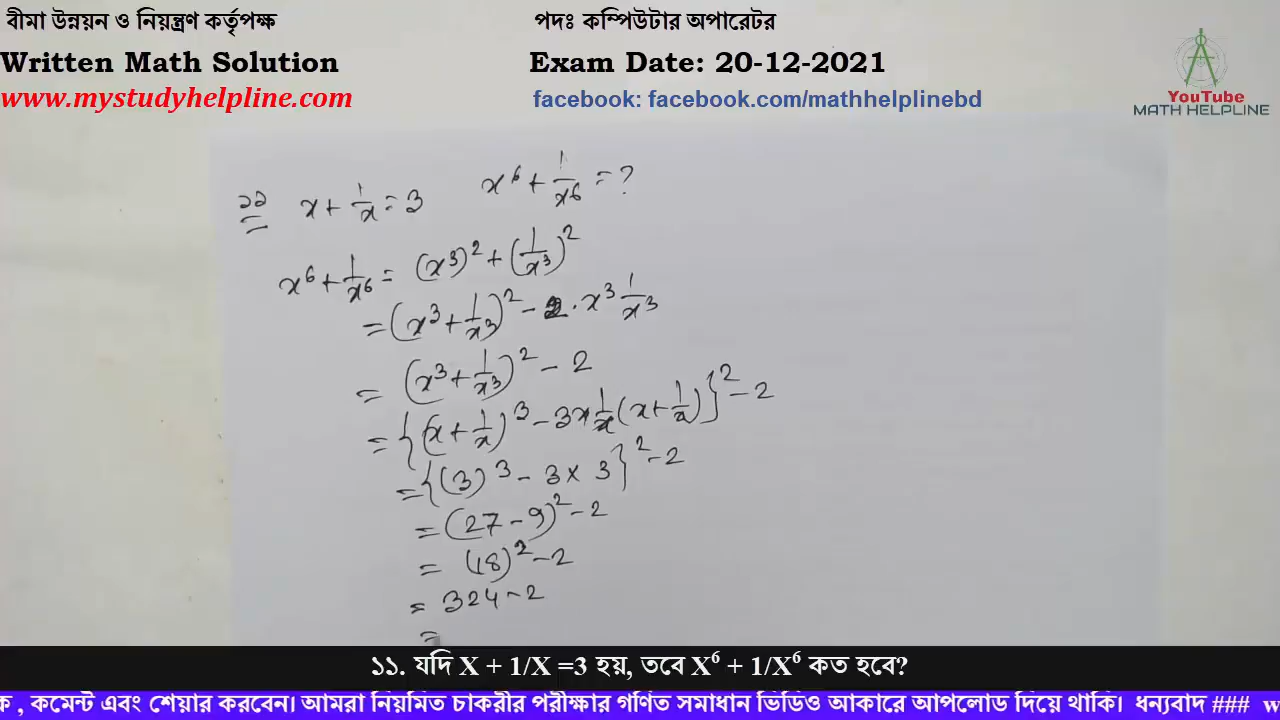 বীমা উন্নয়ন ও নিয়ন্ত্রণ কর্তৃপক্ষ
পদঃ কম্পিউটার অপারেটর
Written Math Solution
Exam Date: 20-12-2021
www.mystudyhelpline.com
facebook: facebook.com/mathhelplinebd
YouTube
MATH HELPLINE
১১ x + 1/x = 3 x⁶ + 1/x⁶ = ?
x⁶ + 1/x⁶ = (x³)² + (1/x³)²
= (x³ + 1/x³)² - 2 . x³ 1/x³
= (x³ + 1/x³)² - 2
= {(x + 1/x)³ - 3x 1/x (x + 1/x)}² - 2
= {(3)³ - 3 × 3}² - 2
= (27 - 9)² - 2
= (18)² - 2
= 324 - 2
=
১১. যদি X + 1/X =3 হয়, তবে X⁶ + 1/X⁶ কত হবে?
ক , কমেন্ট এবং শেয়ার করবেন। আমরা নিয়মিত চাকরীর পরীক্ষার গণিত সমাধান ভিডিও আকারে আপলোড দিয়ে থাকি। ধন্যবাদ ### w